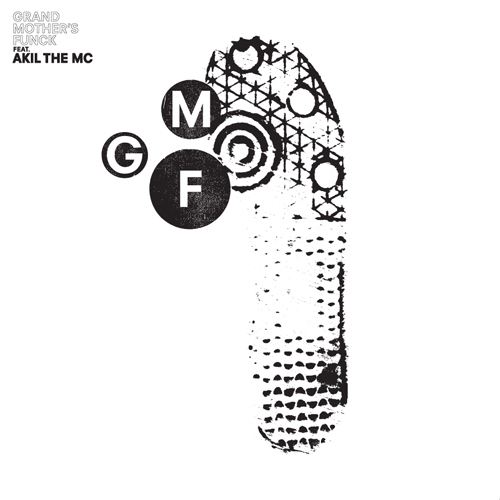 GRAND
MOTHER'S
FUNCK
FEAT.
AKIL THE MC
M
G
F